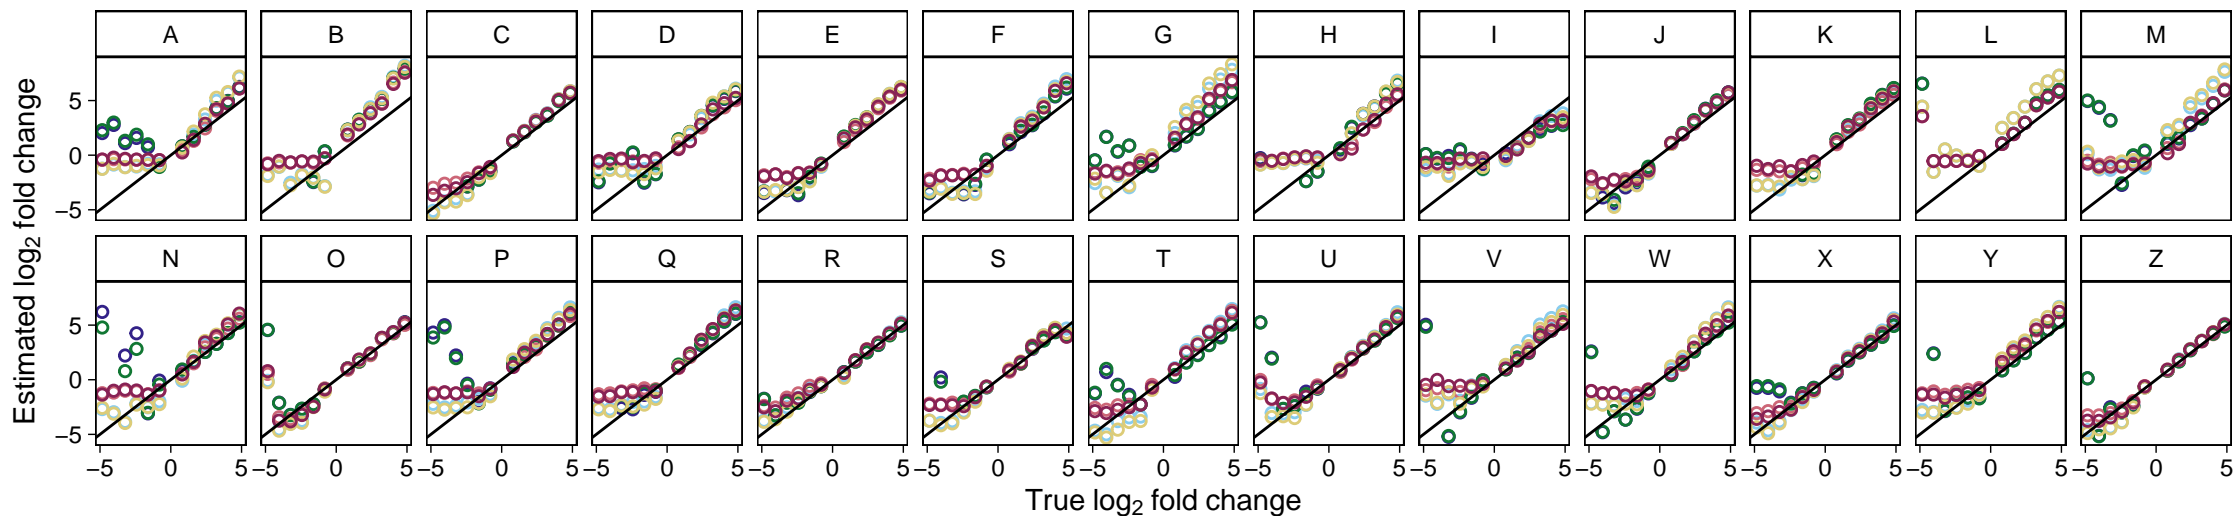 A B C D E F G H I J K L M
5
0
−5
N O P Q R S T U V W X Y Z
5
0
−5
−5 0 5 −5 0 5 −5 0 5 −5 0 5 −5 0 5 −5 0 5 −5 0 5 −5 0 5 −5 0 5 −5 0 5 −5 0 5 −5 0 5 −5 0 5
True log₂ fold change
Estimated log₂ fold change